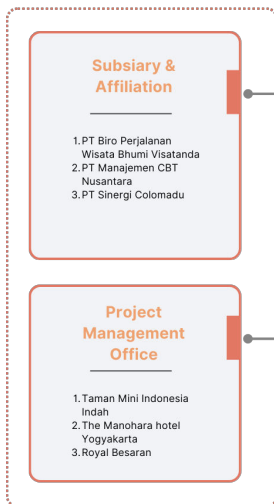 Subsiary &
Affiliation
1.PT Biro Perjalanan
Wisata Bhumi Visatanda
2.PT Manajemen CBT
Nusantara
3.PT Sinergi Colomadu
Project
Management
Office
1.Taman Mini Indonesia
Indah
2.The Manohara hotel
Yogyakarta
3.Royal Besaran